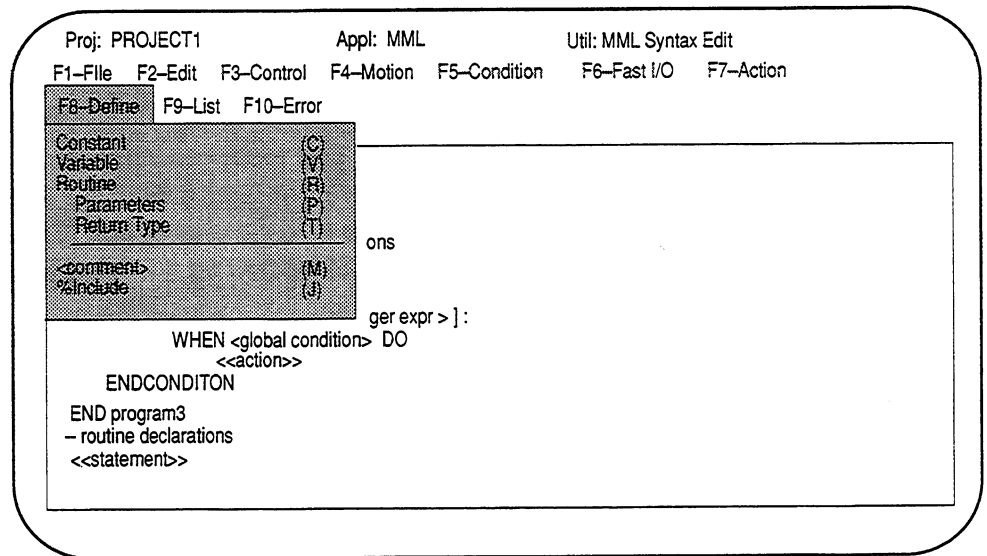 Proj: PROJECT1 Appl: MML Util: MML Syntax Edit
F1–File F2–Edit F3–Control F4–Motion F5–Condition F6–Fast I/O F7–Action
F8–Define F9–List F10–Error
Constant (C)
Variable (V)
Routine (R)
Parameters (P)
Return Type (T)
ons
<comment> (M)
%Include (J)
ger expr > ] :
WHEN <global condition> DO
<<action>>
ENDCONDITON
END program3
– routine declarations
<<statement>>